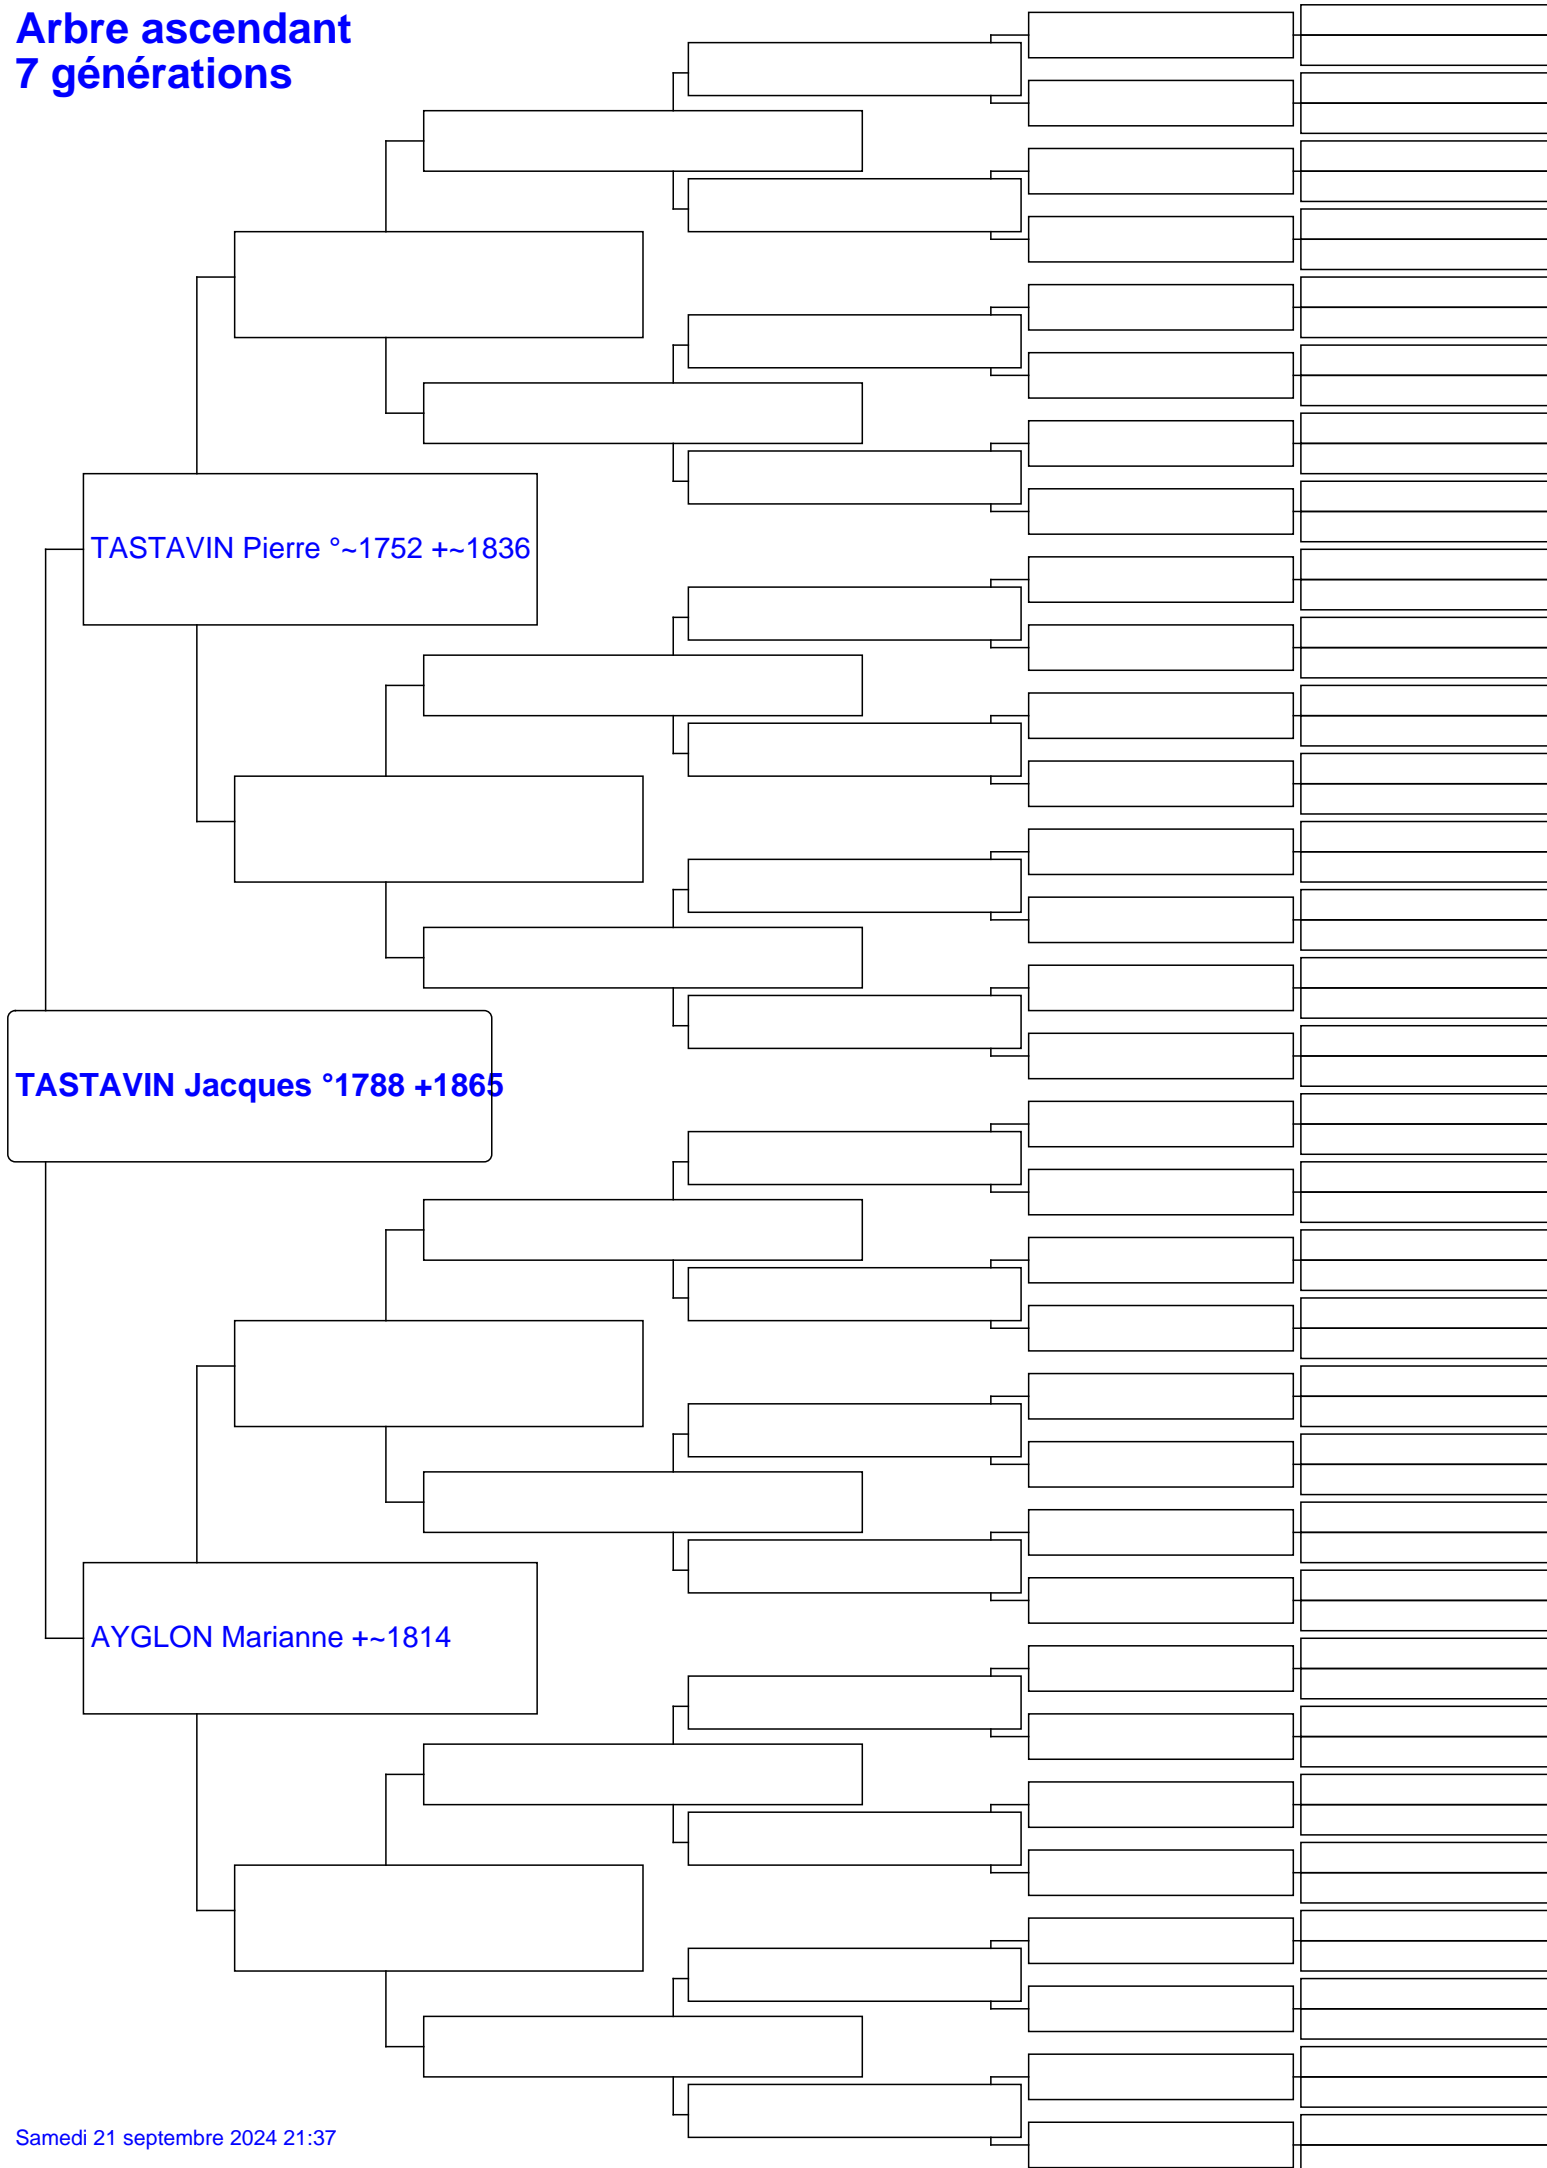 Arbre ascendant
7 générations
TASTAVIN Pierre °~1752 +~1836
TASTAVIN Jacques °1788 +1865
AYGLON Marianne +~1814
Samedi 21 septembre 2024 21:37